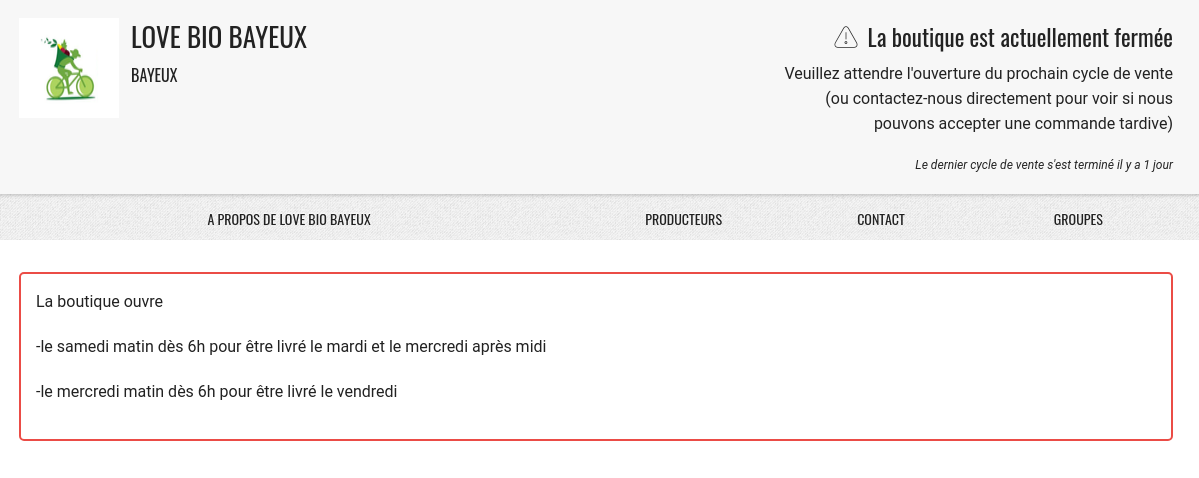 LOVE BIO BAYEUX
BAYEUX
La boutique est actuellement fermée
Veuillez attendre l'ouverture du prochain cycle de vente
(ou contactez-nous directement pour voir si nous
pouvons accepter une commande tardive)
Le dernier cycle de vente s'est terminé il y a 1 jour
A PROPOS DE LOVE BIO BAYEUX
PRODUCTEURS
CONTACT
GROUPES
La boutique ouvre
-le samedi matin dès 6h pour être livré le mardi et le mercredi après midi
-le mercredi matin dès 6h pour être livré le vendredi